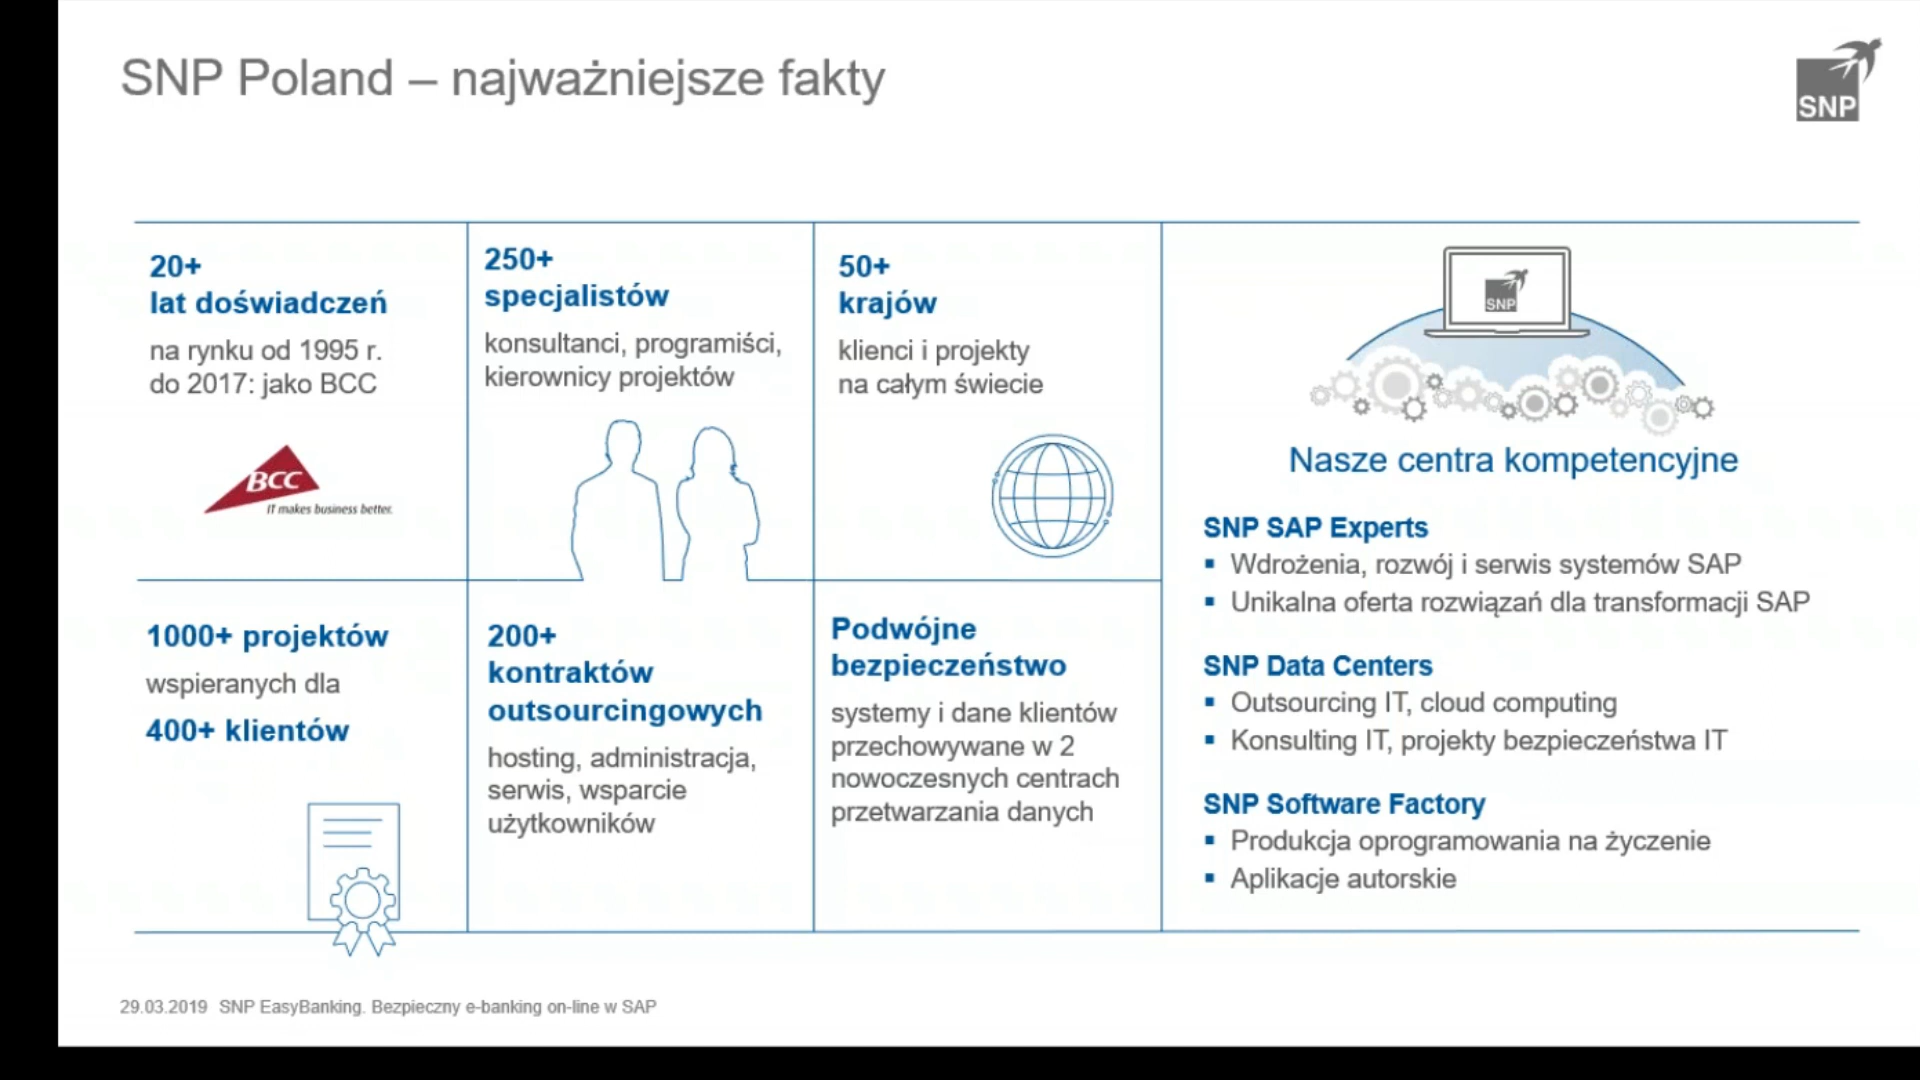 SNP Poland – najważniejsze fakty
SNP
20+
lat doświadczeń
na rynku od 1995 r.
do 2017: jako BCC
BCC
IT makes business better.
250+
specjalistów
konsultanci, programiści,
kierownicy projektów
50+
krajów
klienci i projekty
na całym świecie
1000+ projektów
wspieranych dla
400+ klientów
200+
kontraktów
outsourcingowych
hosting, administracja,
serwis, wsparcie
użytkowników
Podwójne
bezpieczeństwo
systemy i dane klientów
przechowywane w 2
nowoczesnych centrach
przetwarzania danych
SNP
Nasze centra kompetencyjne
SNP SAP Experts
▪ Wdrożenia, rozwój i serwis systemów SAP
▪ Unikalna oferta rozwiązań dla transformacji SAP
SNP Data Centers
▪ Outsourcing IT, cloud computing
▪ Konsulting IT, projekty bezpieczeństwa IT
SNP Software Factory
▪ Produkcja oprogramowania na życzenie
▪ Aplikacje autorskie
29.03.2019 SNP EasyBanking. Bezpieczny e-banking on-line w SAP